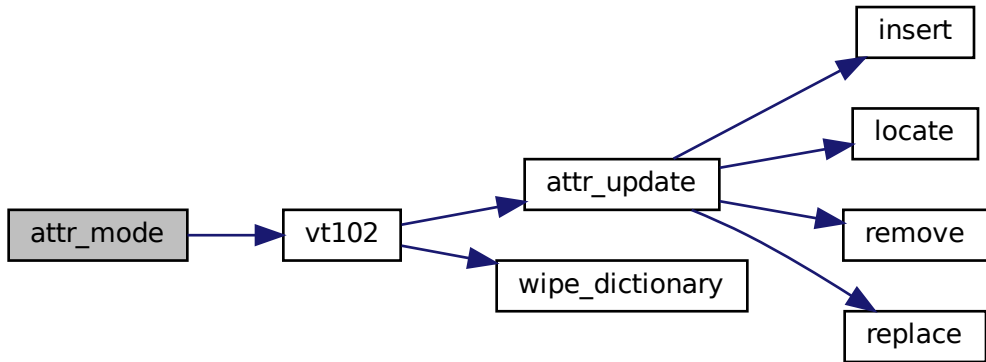 insert
locate
attr_update
attr_mode
vt102
remove
wipe_dictionary
replace